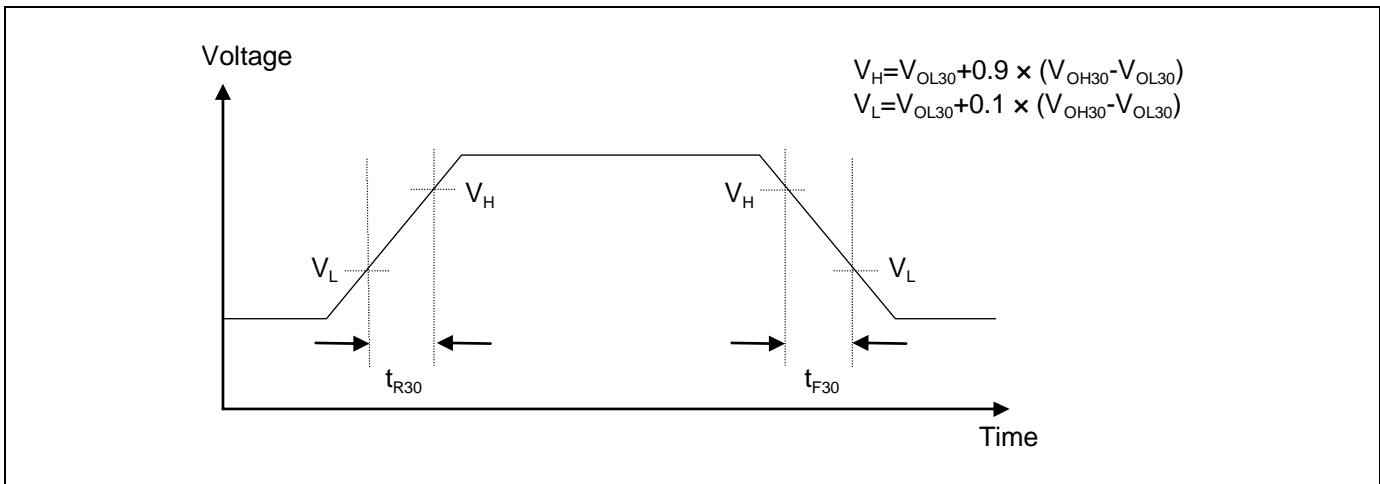 Voltage
V_H=V_OL30+0.9 × (V_OH30-V_OL30)
V_L=V_OL30+0.1 × (V_OH30-V_OL30)
V_H
V_H
V_L
V_L
t_R30
t_F30
Time